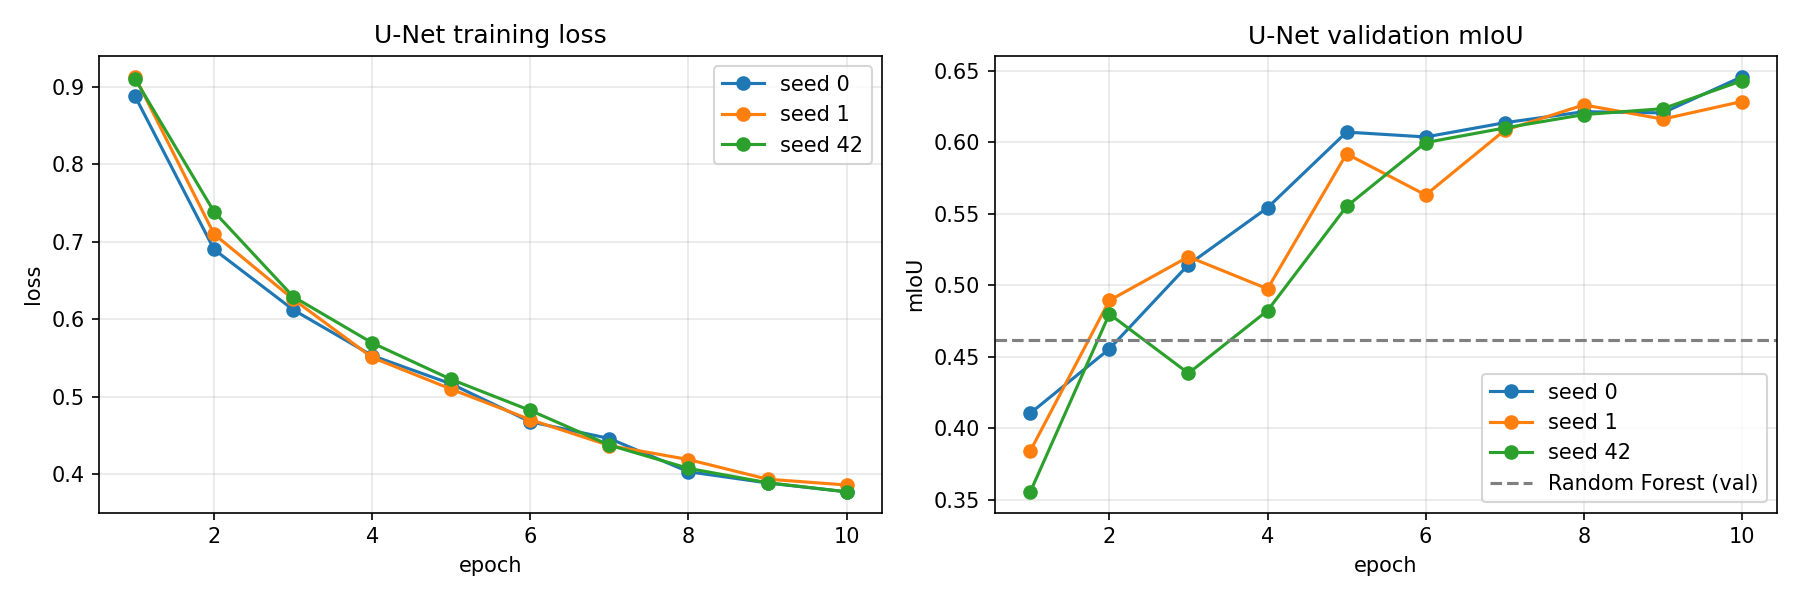 U-Net training loss
loss
0.9
0.8
0.7
0.6
0.5
0.4
seed 0
seed 1
seed 42
2 4 6 8 10
epoch
U-Net validation mIoU
mIoU
0.65
0.60
0.55
0.50
0.45
0.40
0.35
seed 0
seed 1
seed 42
Random Forest (val)
2 4 6 8 10
epoch